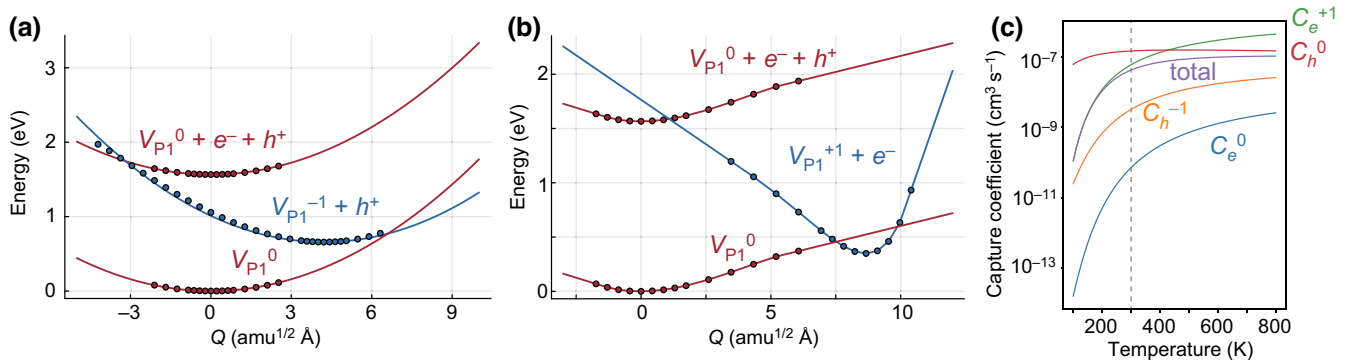 (a)
3
2
1
0
Energy (eV)
V_P1^0 + e^- + h^+
V_P1^-1 + h^+
V_P1^0
−3 0 3 6 9
Q (amu^1/2 Å)
(b)
2
1
0
Energy (eV)
V_P1^0 + e^- + h^+
V_P1^+1 + e^-
V_P1^0
0 5 10
Q (amu^1/2 Å)
(c)
10^−7
10^−9
10^−11
10^−13
Capture coefficient (cm^3 s^−1)
C_e^+1
C_h^0
total
C_h^−1
C_e^0
200 400 600 800
Temperature (K)